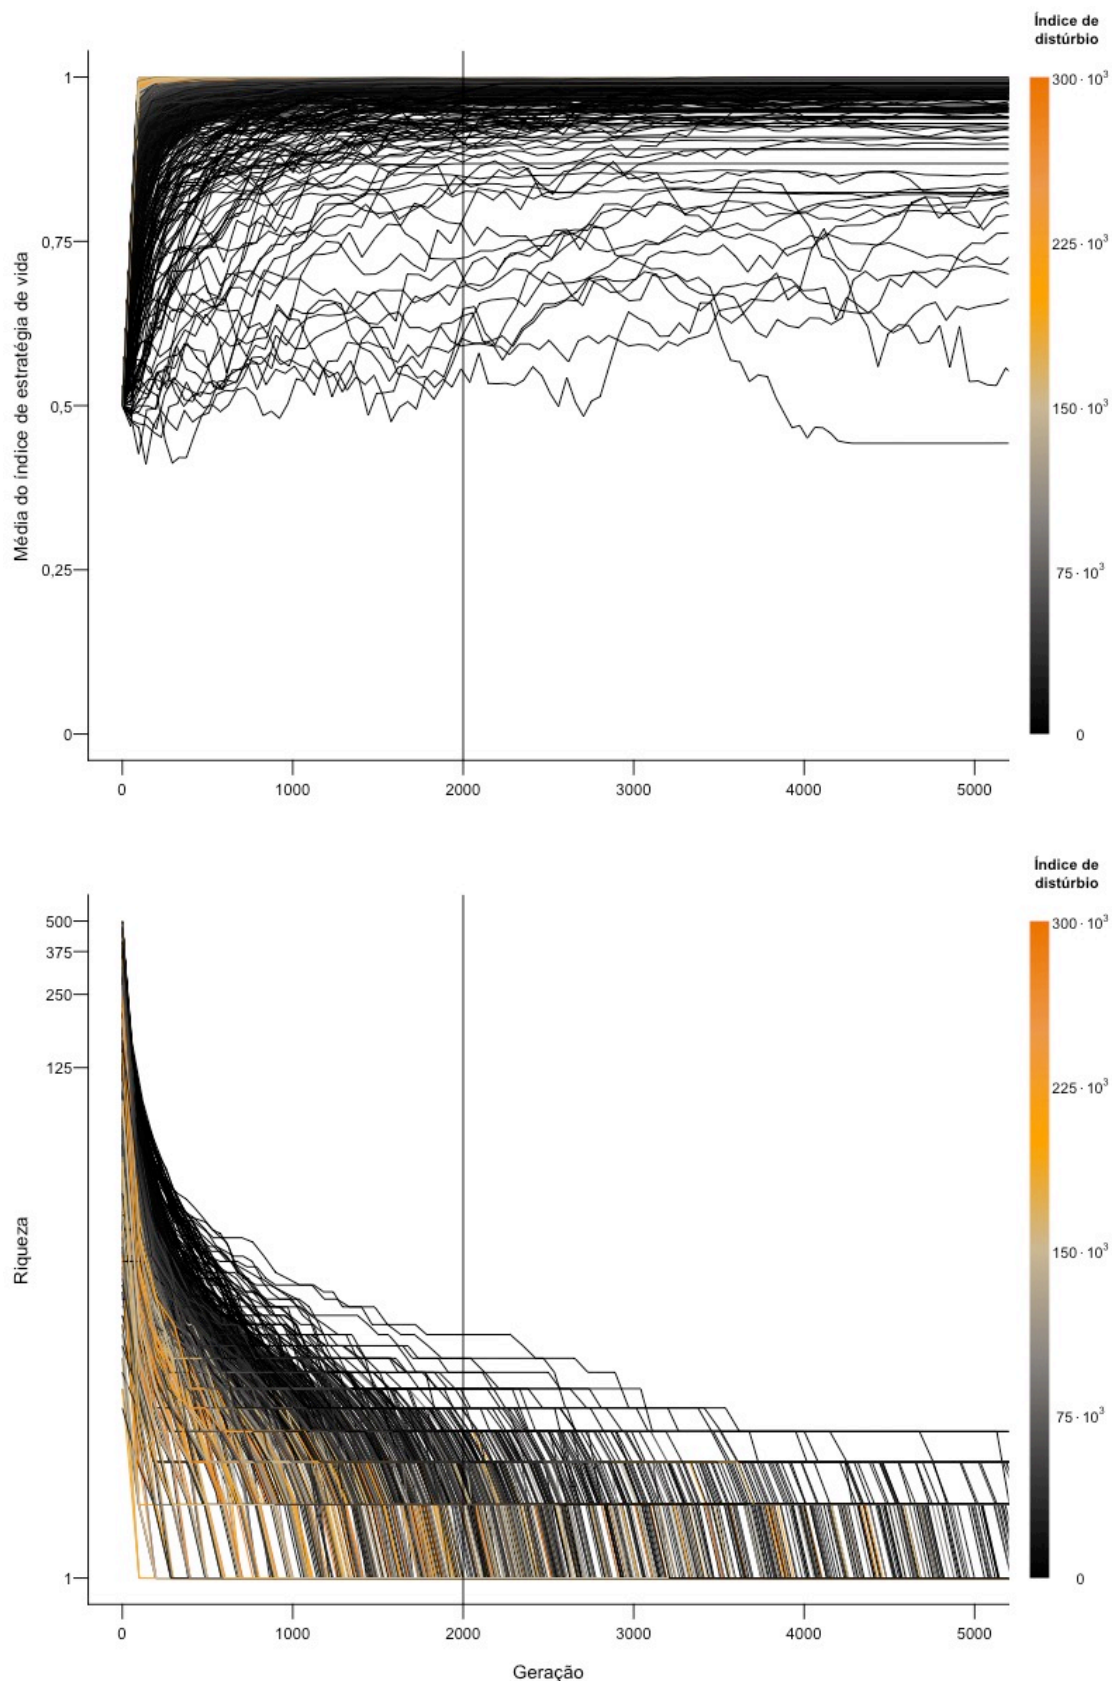 Índice de
distúrbio
300 · 10³
225 · 10³
150 · 10³
75 · 10³
0
Média do índice de estratégia de vida
1
0,75
0,5
0,25
0
0 1000 2000 3000 4000 5000
Índice de
distúrbio
300 · 10³
225 · 10³
150 · 10³
75 · 10³
0
Riqueza
500
375
250
125
1
0 1000 2000 3000 4000 5000
Geração